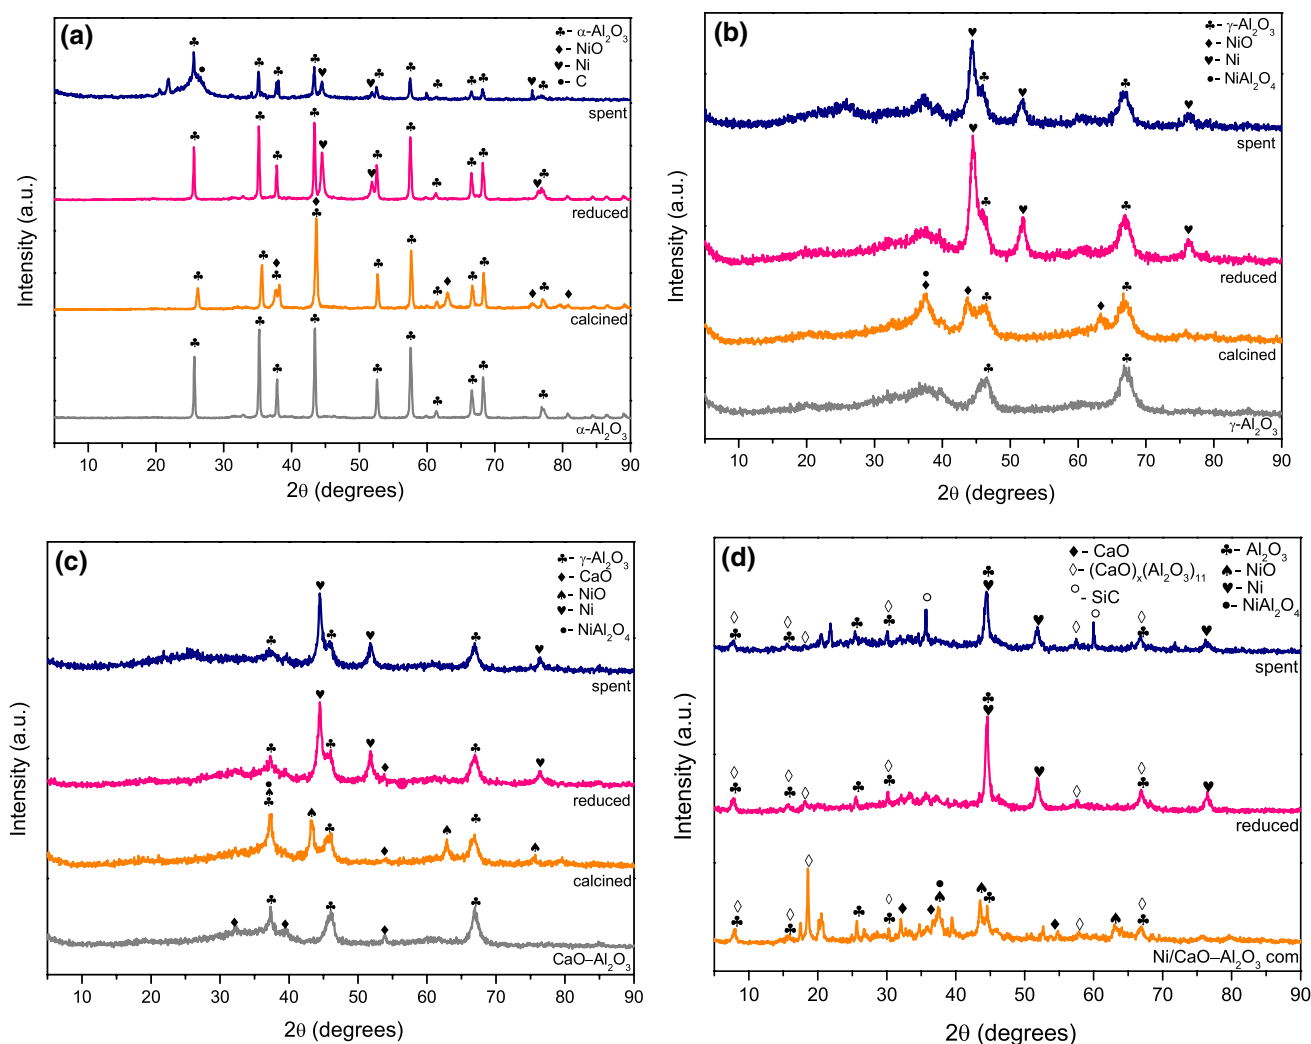 (a)
♣ - α-Al₂O₃
♦ - NiO
♥ - Ni
● - C
spent
reduced
calcined
α-Al₂O₃
Intensity (a.u.)
10 20 30 40 50 60 70 80 90
2θ (degrees)
(b)
♣ - γ-Al₂O₃
♦ - NiO
♥ - Ni
● - NiAl₂O₄
spent
reduced
calcined
γ-Al₂O₃
Intensity (a.u.)
10 20 30 40 50 60 70 80 90
2θ (degrees)
(c)
♣ - γ-Al₂O₃
♦ - CaO
♠ - NiO
♥ - Ni
● - NiAl₂O₄
spent
reduced
calcined
CaO–Al₂O₃
Intensity (a.u.)
10 20 30 40 50 60 70 80 90
2θ (degrees)
(d)
♦ - CaO
◊ - (CaO)ₓ(Al₂O₃)₁₁
○ - SiC
♣ - Al₂O₃
♠ - NiO
♥ - Ni
● - NiAl₂O₄
spent
reduced
Ni/CaO–Al₂O₃ com
Intensity (a.u.)
10 20 30 40 50 60 70 80 90
2θ (degrees)